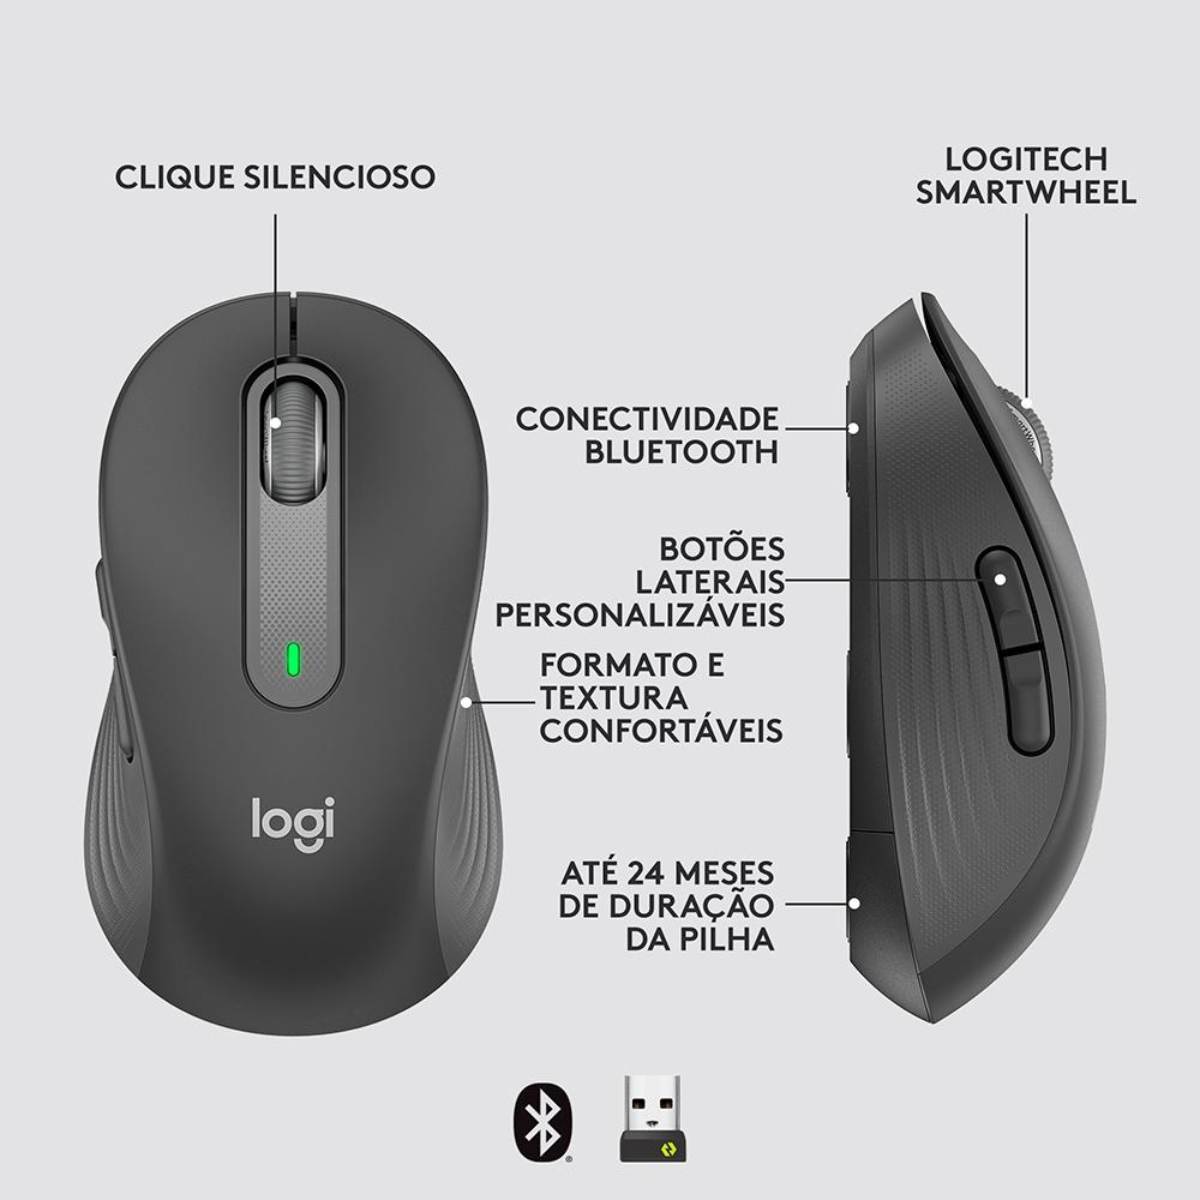 CLIQUE SILENCIOSO
LOGITECH
SMARTWHEEL
CONECTIVIDADE
BLUETOOTH
BOTÕES
LATERAIS
PERSONALIZÁVEIS
FORMATO E
TEXTURA
CONFORTÁVEIS
logi
ATÉ 24 MESES
DE DURAÇÃO
DA PILHA